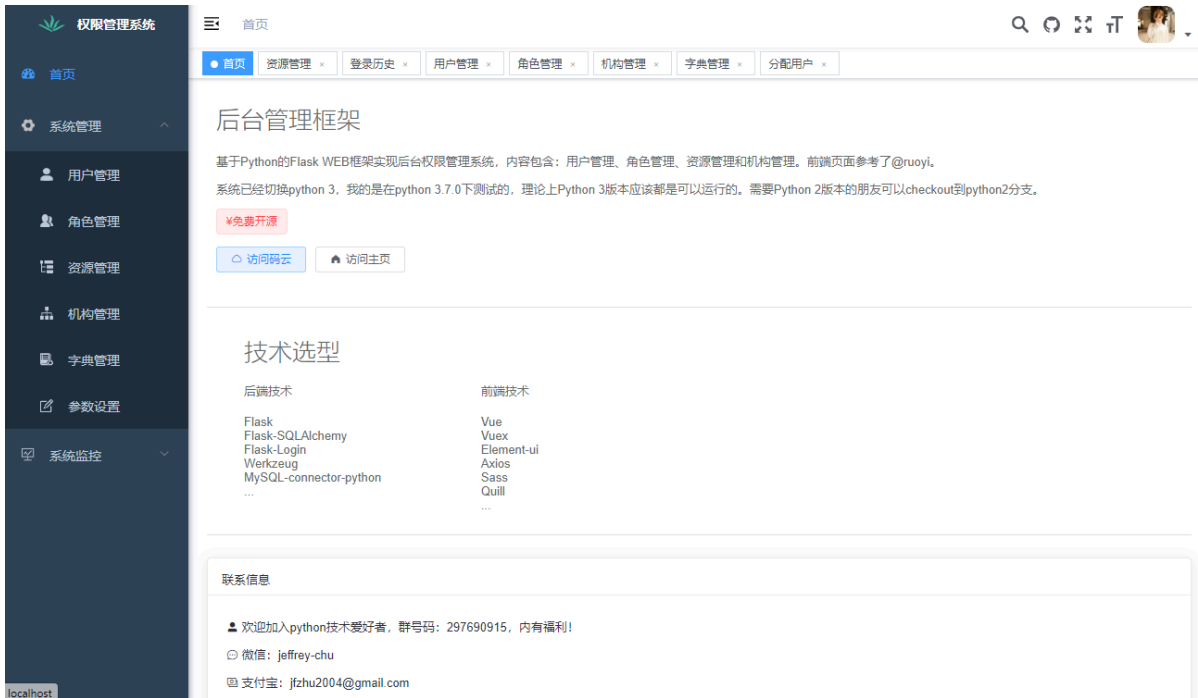 权限管理系统
首页
首页
资源管理 ×
登录历史 ×
用户管理 ×
角色管理 ×
机构管理 ×
字典管理 ×
分配用户 ×
首页
系统管理
用户管理
角色管理
资源管理
机构管理
字典管理
参数设置
系统监控
localhost
后台管理框架
基于Python的Flask WEB框架实现后台权限管理系统，内容包含：用户管理、角色管理、资源管理和机构管理。前端页面参考了@ruoyi。
系统已经切换python 3，我的是在python 3.7.0下测试的，理论上Python 3版本应该都是可以运行的。需要Python 2版本的朋友可以checkout到python2分支。
¥免费开源
访问码云
访问主页
技术选型
后端技术
Flask
Flask-SQLAlchemy
Flask-Login
Werkzeug
MySQL-connector-python
...
前端技术
Vue
Vuex
Element-ui
Axios
Sass
Quill
...
联系信息
欢迎加入python技术爱好者，群号码：297690915，内有福利！
微信：jeffrey-chu
支付宝：jfzhu2004@gmail.com